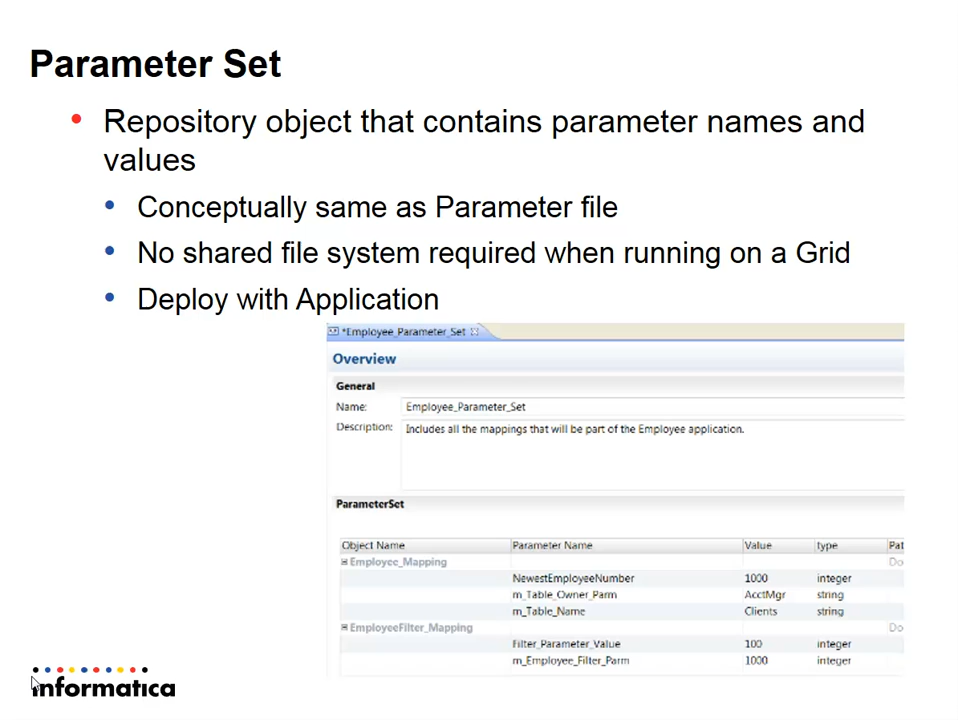 Parameter Set
• Repository object that contains parameter names and
values
• Conceptually same as Parameter file
• No shared file system required when running on a Grid
• Deploy with Application
*Employee_Parameter_Set
Overview
General
Name: Employee_Parameter_Set
Description: Includes all the mappings that will be part of the Employee application.
ParameterSet
Object Name Parameter Name Value type Pat
Employee_Mapping Do
NewestEmployeeNumber 1000 integer
m_Table_Owner_Parm AcctMgr string
m_Table_Name Clients string
EmployeeFilter_Mapping Do
Filter_Parameter_Value 100 integer
m_Employee_Filter_Parm 1000 integer
informatica